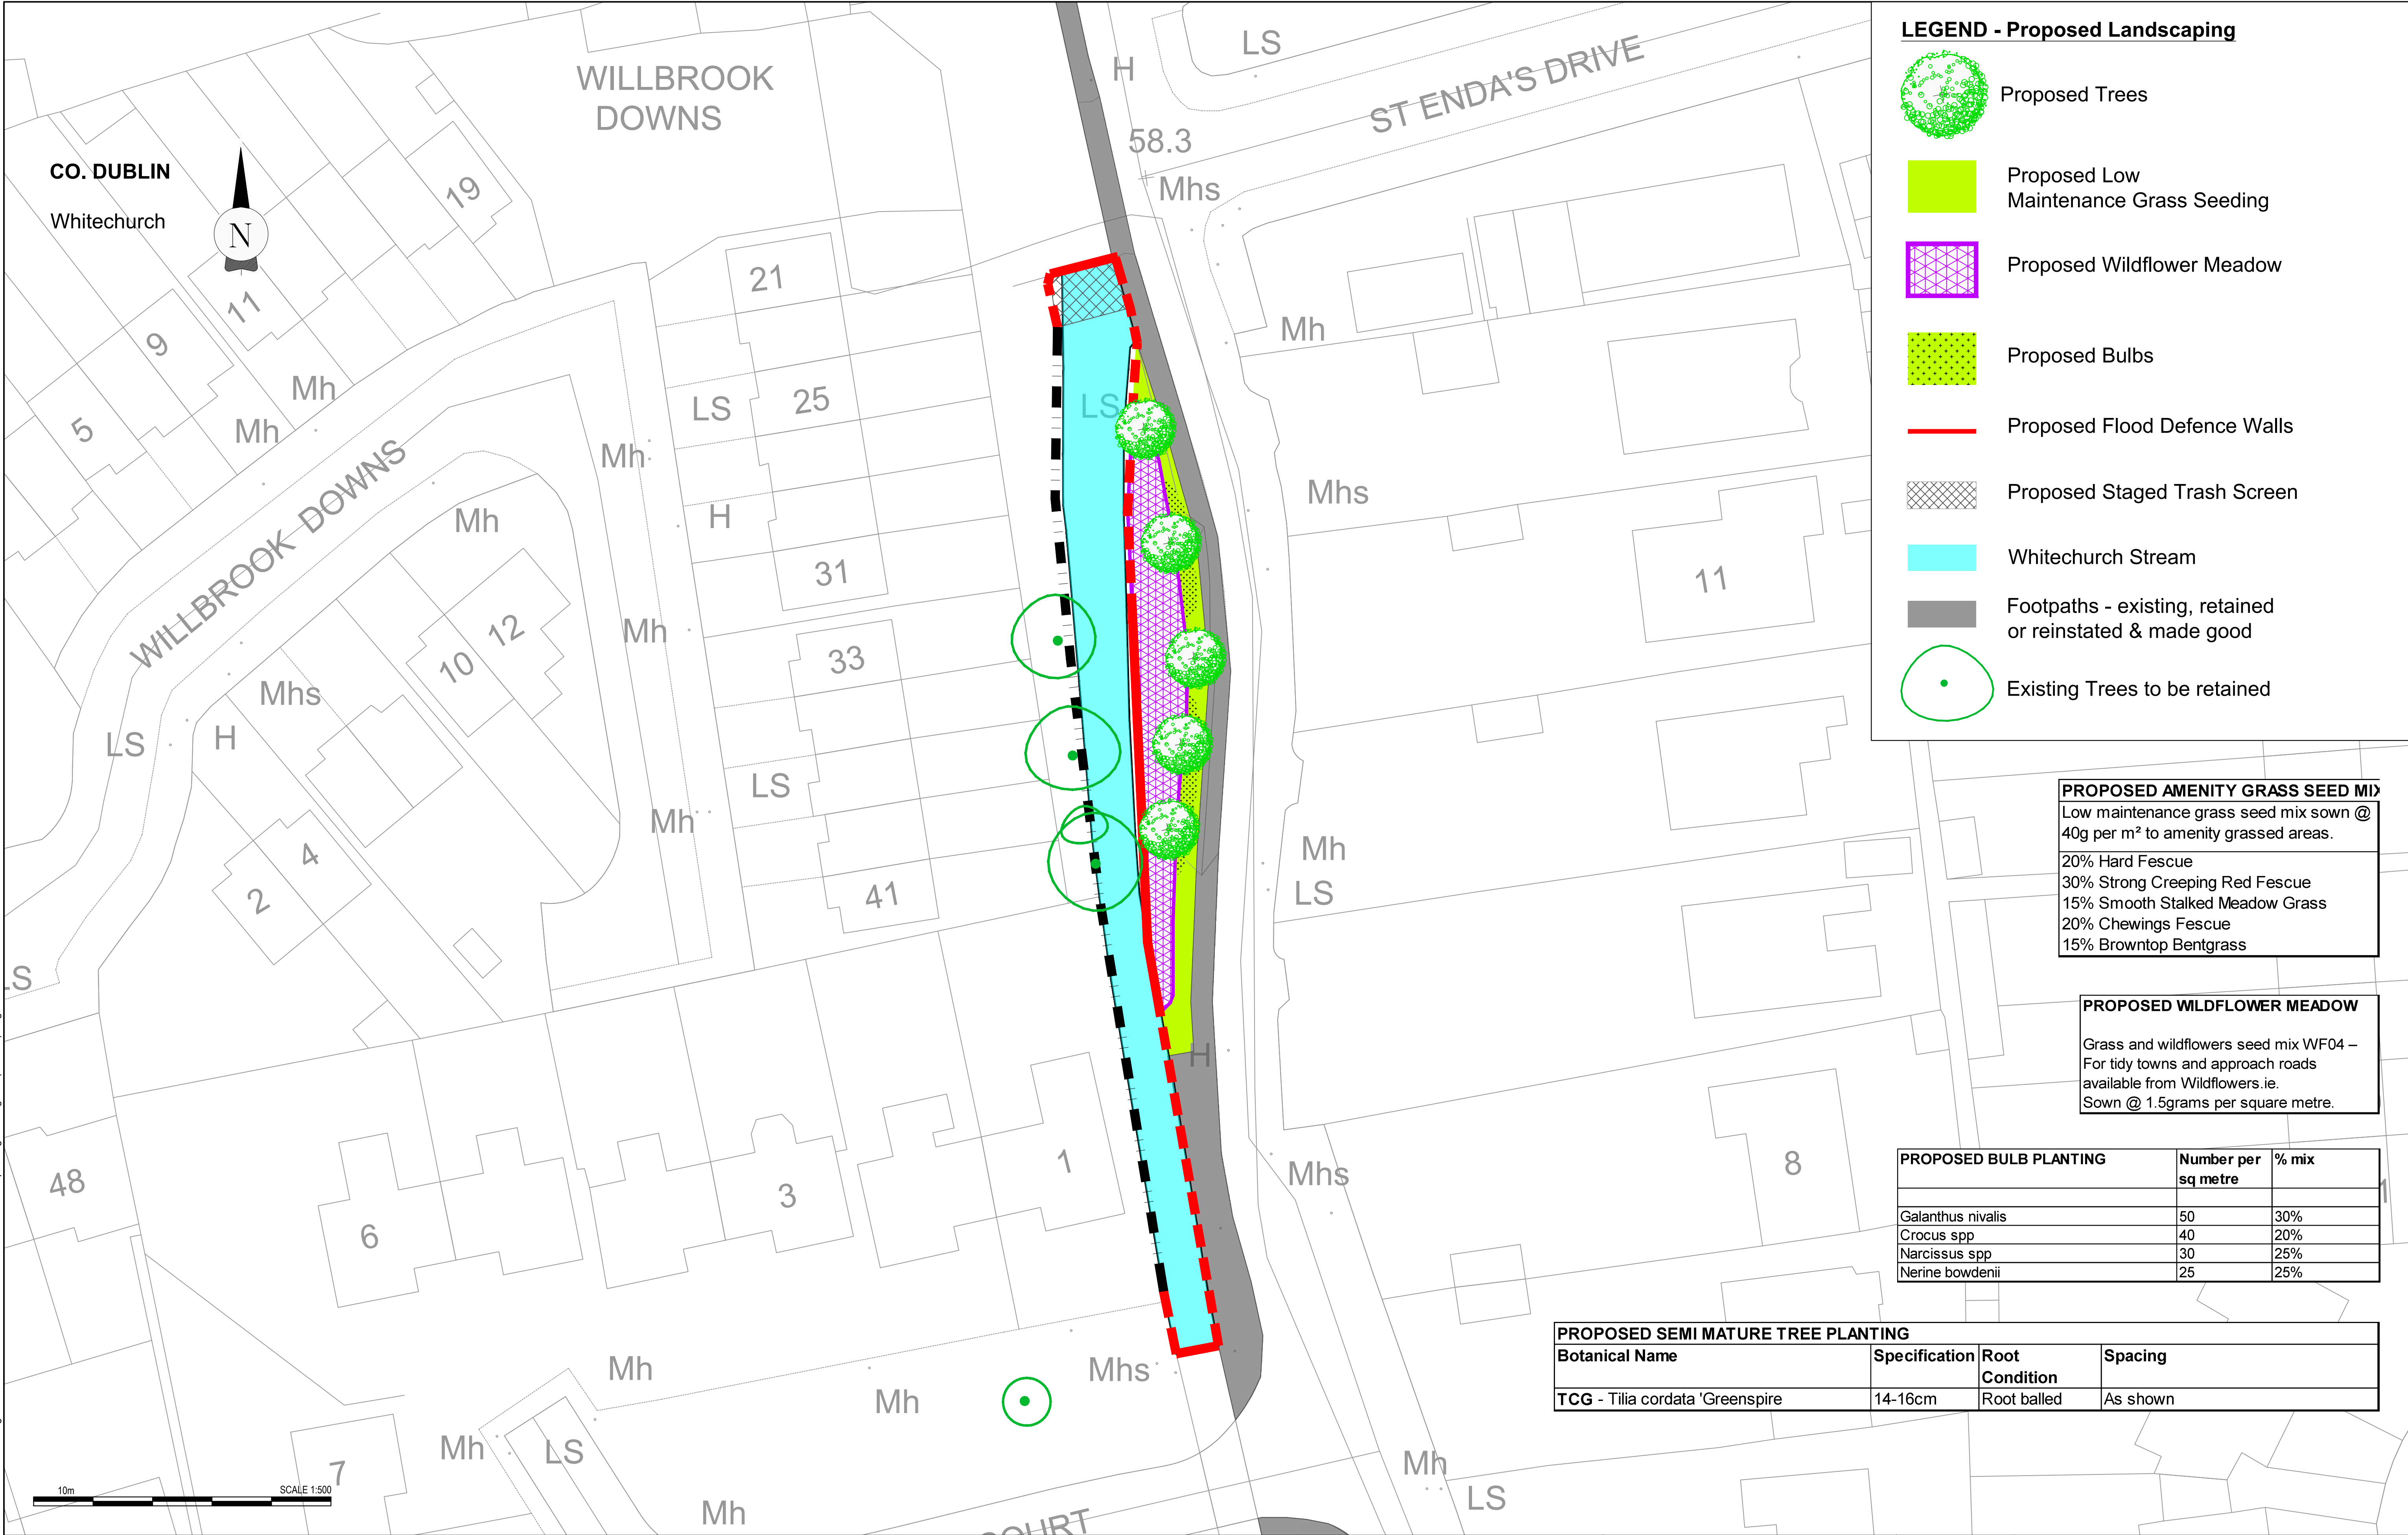 WILLBROOK
DOWNS
LS
H
ST ENDA'S DRIVE
58.3
Mhs
CO. DUBLIN
Whitechurch
N
19
11
9
5
Mh
Mh
21
LS
25
LS
Mh
Mh
WILLBROOK DOWNS
Mh
H
31
Mhs
11
12
10
Mh
33
Mhs
LS
H
LS
Mh
4
2
41
Mh
LS
LS
H
48
6
3
1
Mhs
8
1
Mh
Mh
Mhs
Mh
LS
7
Mh
Mh
LS
COURT
10m
SCALE 1:500
LEGEND - Proposed Landscaping
Proposed Trees
Proposed Low
Maintenance Grass Seeding
Proposed Wildflower Meadow
Proposed Bulbs
Proposed Flood Defence Walls
Proposed Staged Trash Screen
Whitechurch Stream
Footpaths - existing, retained
or reinstated & made good
Existing Trees to be retained
PROPOSED AMENITY GRASS SEED MIX
Low maintenance grass seed mix sown @
40g per m² to amenity grassed areas.
20% Hard Fescue
30% Strong Creeping Red Fescue
15% Smooth Stalked Meadow Grass
20% Chewings Fescue
15% Browntop Bentgrass
PROPOSED WILDFLOWER MEADOW
Grass and wildflowers seed mix WF04 –
For tidy towns and approach roads
available from Wildflowers.ie.
Sown @ 1.5grams per square metre.
PROPOSED BULB PLANTING Number per % mix
sq metre
Galanthus nivalis 50 30%
Crocus spp 40 20%
Narcissus spp 30 25%
Nerine bowdenii 25 25%
PROPOSED SEMI MATURE TREE PLANTING
Botanical Name Specification Root Spacing
Condition
TCG - Tilia cordata 'Greenspire 14-16cm Root balled As shown